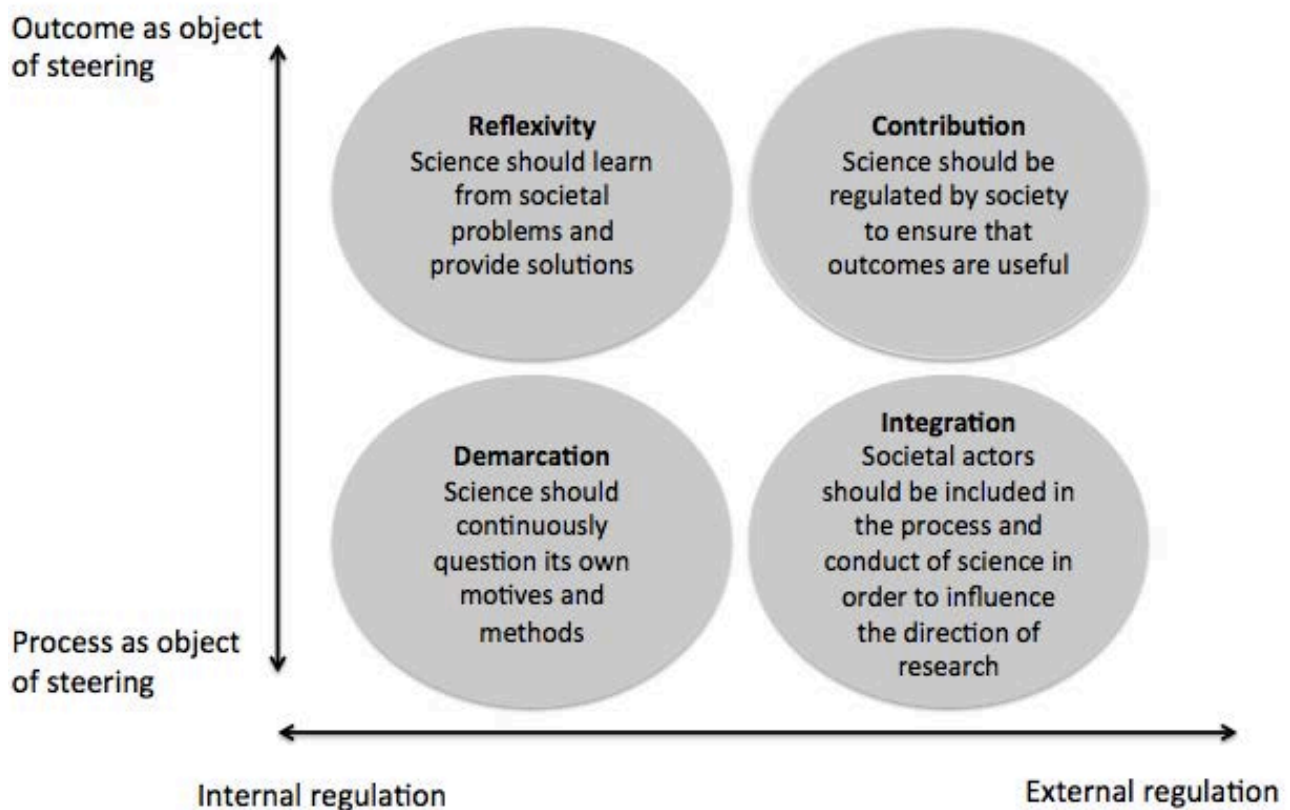 Outcome as object
of steering
Reflexivity
Science should learn
from societal
problems and
provide solutions
Contribution
Science should be
regulated by society
to ensure that
outcomes are useful
Demarcation
Science should
continuously
question its own
motives and
methods
Integration
Societal actors
should be included in
the process and
conduct of science in
order to influence
the direction of
research
Process as object
of steering
Internal regulation
External regulation